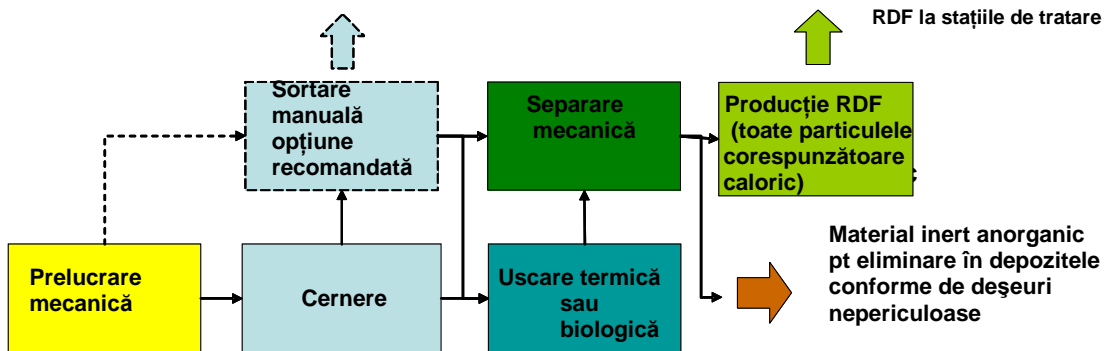 RDF la stațiile de tratare
Sortare
manuală
opțiune
recomandată
Separare
mecanică
Producție RDF
(toate particulele
corespunzătoare
caloric)
Prelucrare
mecanică
Cernere
Uscare termică
sau
biologică
Material inert anorganic
pt eliminare în depozitele
conforme de deşeuri
nepericuloase